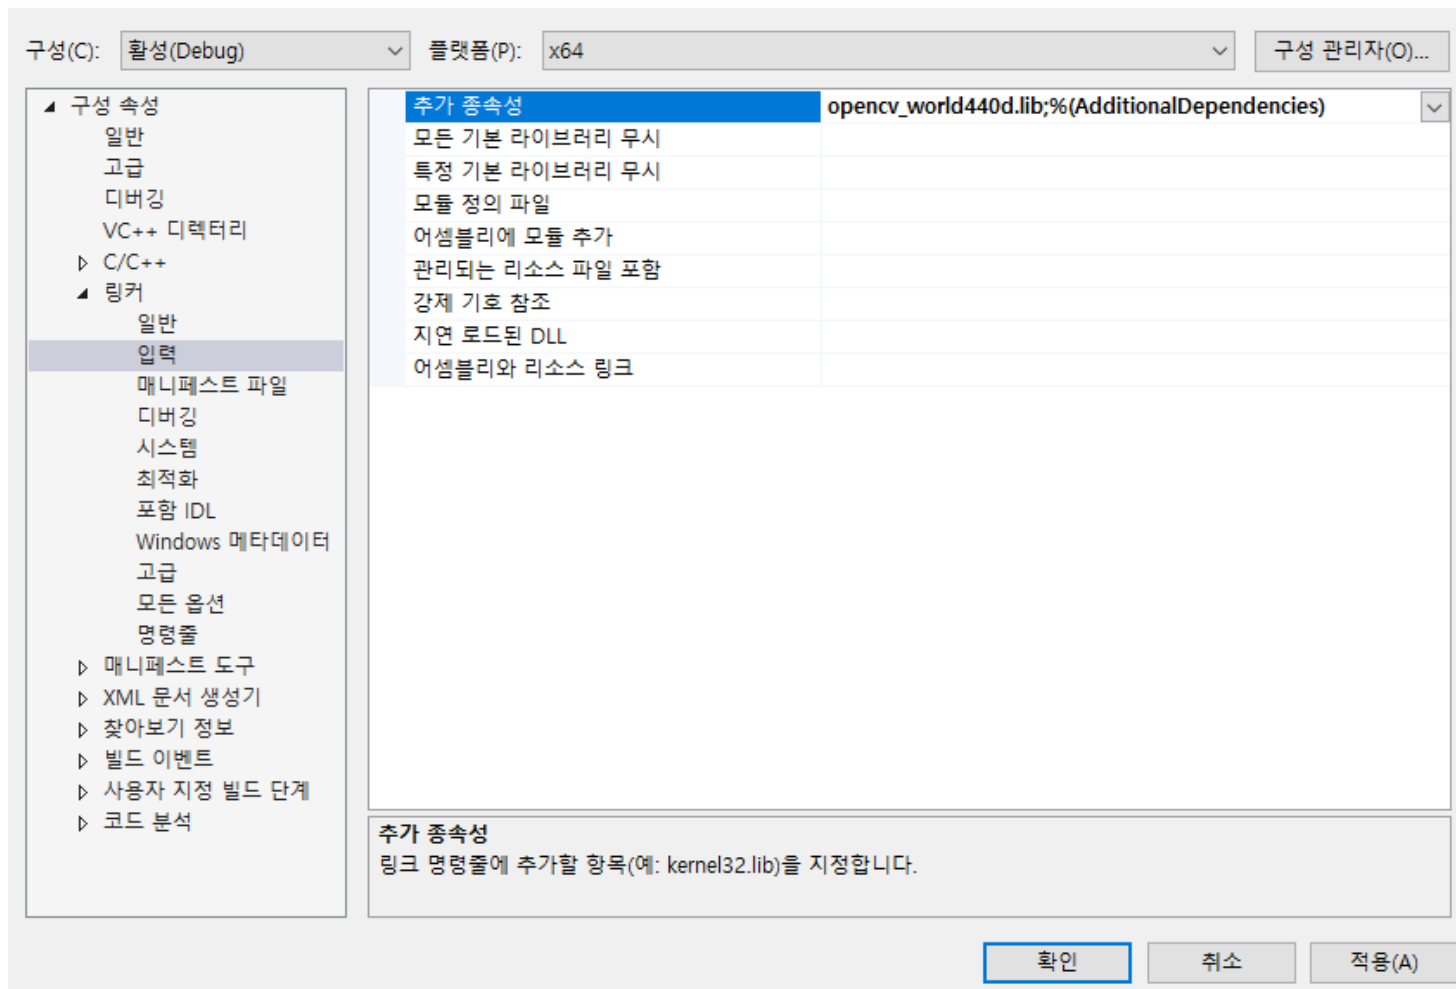 구성(C): 활성(Debug) 플랫폼(P): x64 구성 관리자(O)...
구성 속성
일반
고급
디버깅
VC++ 디렉터리
C/C++
링커
일반
입력
매니페스트 파일
디버깅
시스템
최적화
포함 IDL
Windows 메타데이터
고급
모든 옵션
명령줄
매니페스트 도구
XML 문서 생성기
찾아보기 정보
빌드 이벤트
사용자 지정 빌드 단계
코드 분석
추가 종속성 opencv_world440d.lib;%(AdditionalDependencies)
모든 기본 라이브러리 무시
특정 기본 라이브러리 무시
모듈 정의 파일
어셈블리에 모듈 추가
관리되는 리소스 파일 포함
강제 기호 참조
지연 로드된 DLL
어셈블리와 리소스 링크
추가 종속성
링크 명령줄에 추가할 항목(예: kernel32.lib)을 지정합니다.
확인 취소 적용(A)